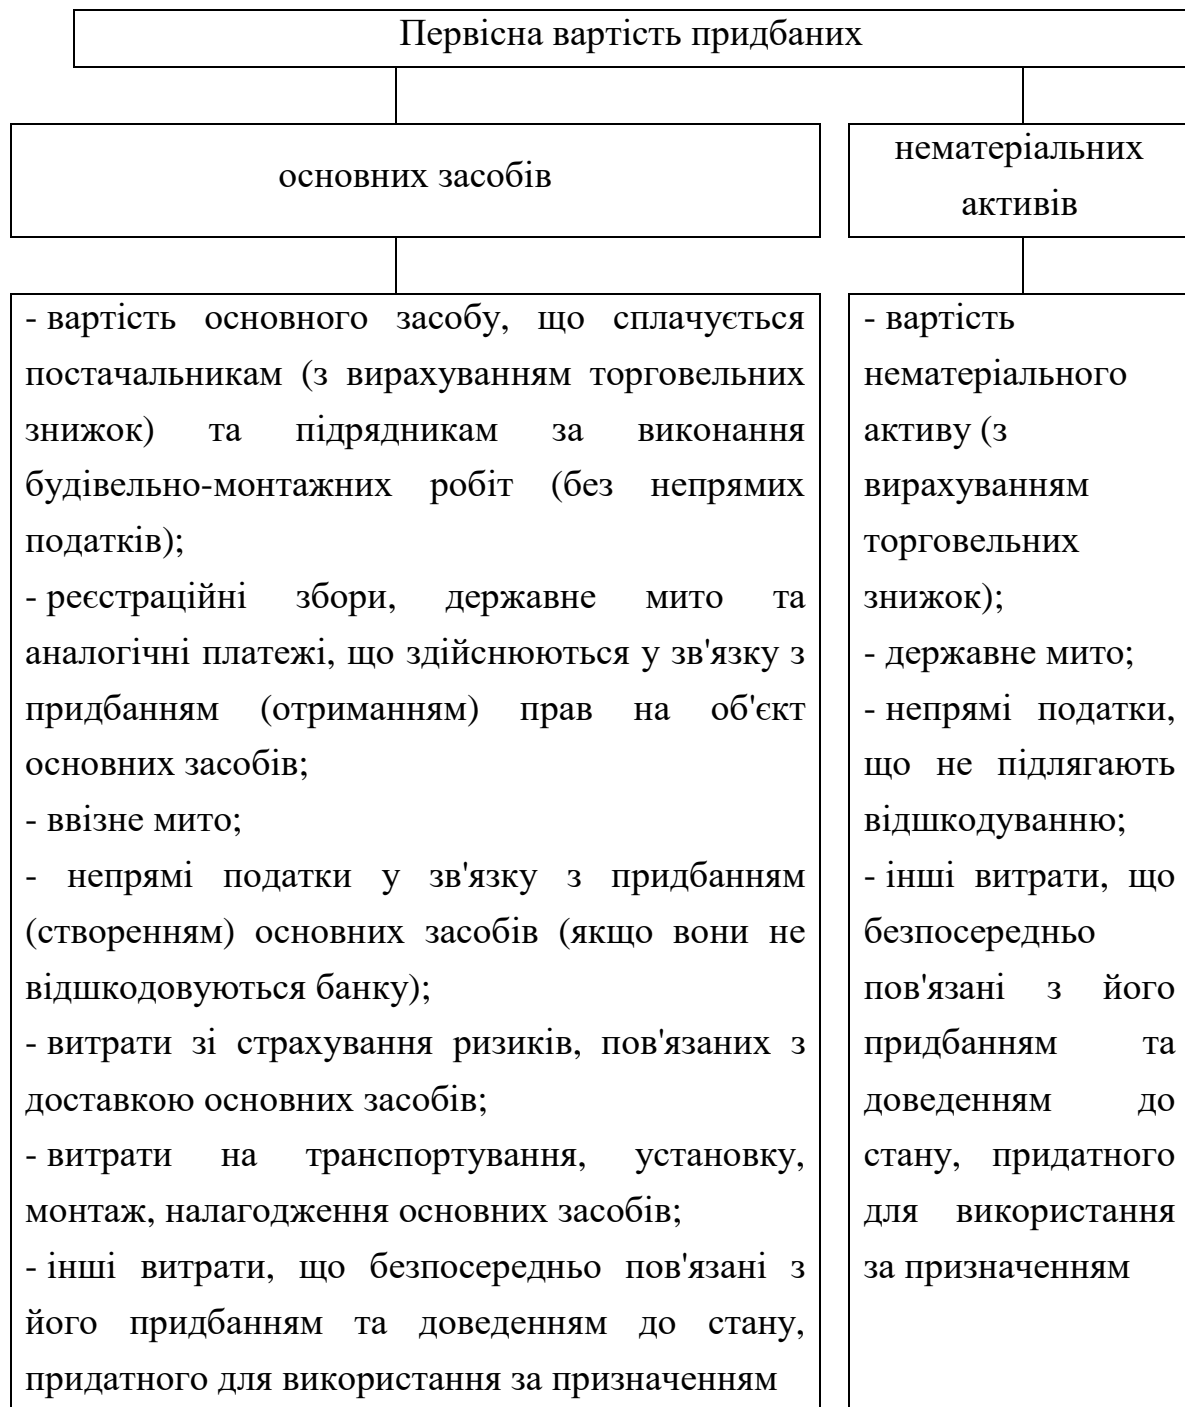 Первісна вартість придбаних
основних засобів
нематеріальних
активів
- вартість основного засобу, що сплачується
постачальникам (з вирахуванням торговельних
знижок) та підрядникам за виконання
будівельно-монтажних робіт (без непрямих
податків);
- реєстраційні збори, державне мито та
аналогічні платежі, що здійснюються у зв'язку з
придбанням (отриманням) прав на об'єкт
основних засобів;
- ввізне мито;
- непрямі податки у зв'язку з придбанням
(створенням) основних засобів (якщо вони не
відшкодовуються банку);
- витрати зі страхування ризиків, пов'язаних з
доставкою основних засобів;
- витрати на транспортування, установку,
монтаж, налагодження основних засобів;
- інші витрати, що безпосередньо пов'язані з
його придбанням та доведенням до стану,
придатного для використання за призначенням
- вартість
нематеріального
активу (з
вирахуванням
торговельних
знижок);
- державне мито;
- непрямі податки,
що не підлягають
відшкодуванню;
- інші витрати, що
безпосередньо
пов'язані з його
придбанням та
доведенням до
стану, придатного
для використання
за призначенням